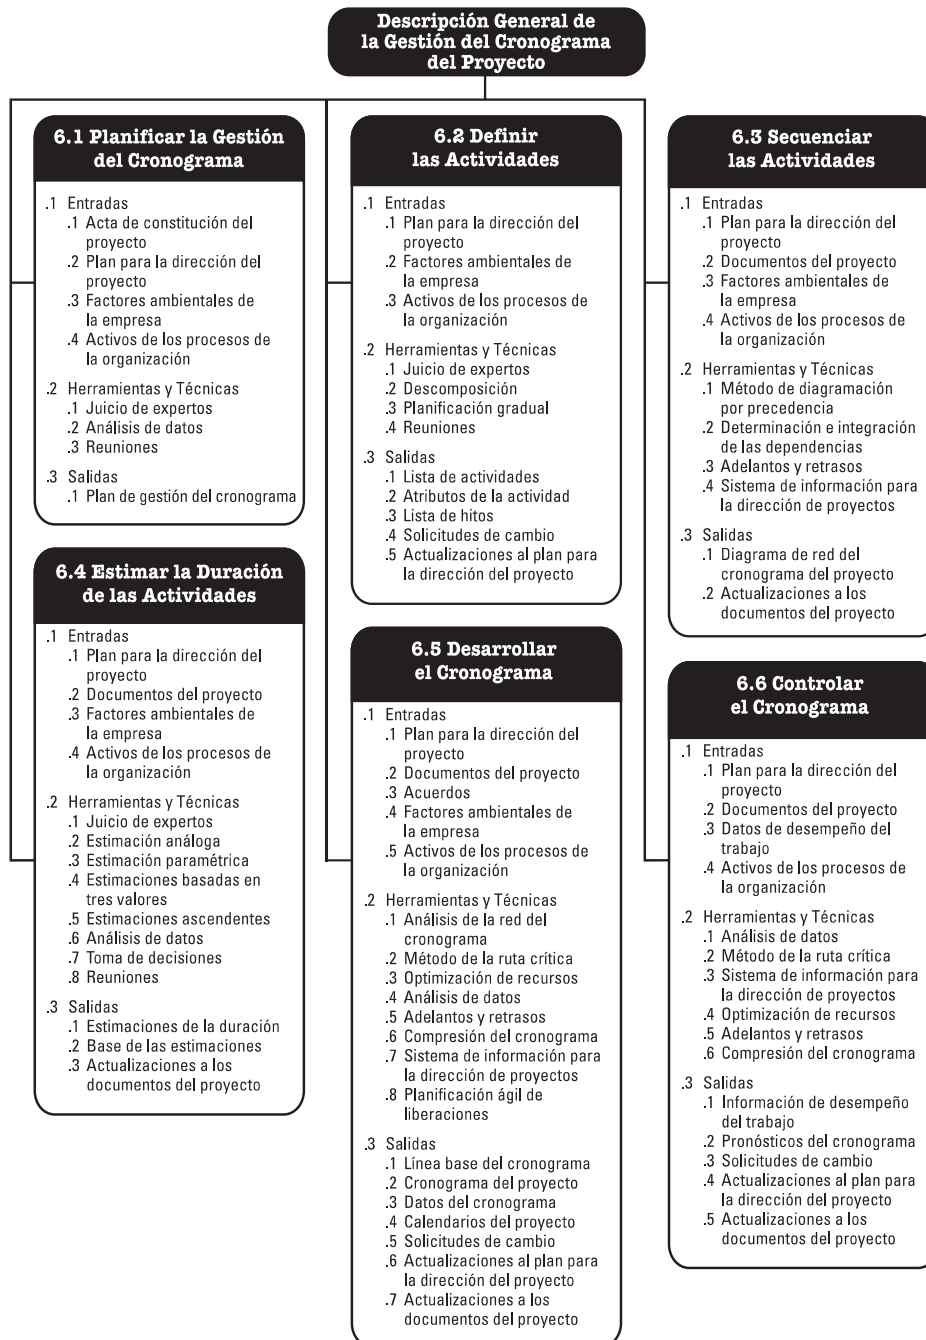 Descripción General de
la Gestión del Cronograma
del Proyecto
6.1 Planificar la Gestión
del Cronograma
.1 Entradas
.1 Acta de constitución del
proyecto
.2 Plan para la dirección del
proyecto
.3 Factores ambientales de
la empresa
.4 Activos de los procesos de
la organización
.2 Herramientas y Técnicas
.1 Juicio de expertos
.2 Análisis de datos
.3 Reuniones
.3 Salidas
.1 Plan de gestión del cronograma
6.2 Definir
las Actividades
.1 Entradas
.1 Plan para la dirección del
proyecto
.2 Factores ambientales de
la empresa
.3 Activos de los procesos de
la organización
.2 Herramientas y Técnicas
.1 Juicio de expertos
.2 Descomposición
.3 Planificación gradual
.4 Reuniones
.3 Salidas
.1 Lista de actividades
.2 Atributos de la actividad
.3 Lista de hitos
.4 Solicitudes de cambio
.5 Actualizaciones al plan para
la dirección del proyecto
6.3 Secuenciar
las Actividades
.1 Entradas
.1 Plan para la dirección del
proyecto
.2 Documentos del proyecto
.3 Factores ambientales de
la empresa
.4 Activos de los procesos de
la organización
.2 Herramientas y Técnicas
.1 Método de diagramación
por precedencia
.2 Determinación e integración
de las dependencias
.3 Adelantos y retrasos
.4 Sistema de información para
la dirección de proyectos
.3 Salidas
.1 Diagrama de red del
cronograma del proyecto
.2 Actualizaciones a los
documentos del proyecto
6.4 Estimar la Duración
de las Actividades
.1 Entradas
.1 Plan para la dirección del
proyecto
.2 Documentos del proyecto
.3 Factores ambientales de
la empresa
.4 Activos de los procesos de
la organización
.2 Herramientas y Técnicas
.1 Juicio de expertos
.2 Estimación análoga
.3 Estimación paramétrica
.4 Estimaciones basadas en
tres valores
.5 Estimaciones ascendentes
.6 Análisis de datos
.7 Toma de decisiones
.8 Reuniones
.3 Salidas
.1 Estimaciones de la duración
.2 Base de las estimaciones
.3 Actualizaciones a los
documentos del proyecto
6.5 Desarrollar
el Cronograma
.1 Entradas
.1 Plan para la dirección del
proyecto
.2 Documentos del proyecto
.3 Acuerdos
.4 Factores ambientales de
la empresa
.5 Activos de los procesos de
la organización
.2 Herramientas y Técnicas
.1 Análisis de la red del
cronograma
.2 Método de la ruta crítica
.3 Optimización de recursos
.4 Análisis de datos
.5 Adelantos y retrasos
.6 Compresión del cronograma
.7 Sistema de información para
la dirección de proyectos
.8 Planificación ágil de
liberaciones
.3 Salidas
.1 Línea base del cronograma
.2 Cronograma del proyecto
.3 Datos del cronograma
.4 Calendarios del proyecto
.5 Solicitudes de cambio
.6 Actualizaciones al plan para
la dirección del proyecto
.7 Actualizaciones a los
documentos del proyecto
6.6 Controlar
el Cronograma
.1 Entradas
.1 Plan para la dirección del
proyecto
.2 Documentos del proyecto
.3 Datos de desempeño del
trabajo
.4 Activos de los procesos de
la organización
.2 Herramientas y Técnicas
.1 Análisis de datos
.2 Método de la ruta crítica
.3 Sistema de información para
la dirección de proyectos
.4 Optimización de recursos
.5 Adelantos y retrasos
.6 Compresión del cronograma
.3 Salidas
.1 Información de desempeño
del trabajo
.2 Pronósticos del cronograma
.3 Solicitudes de cambio
.4 Actualizaciones al plan para
la dirección del proyecto
.5 Actualizaciones a los
documentos del proyecto